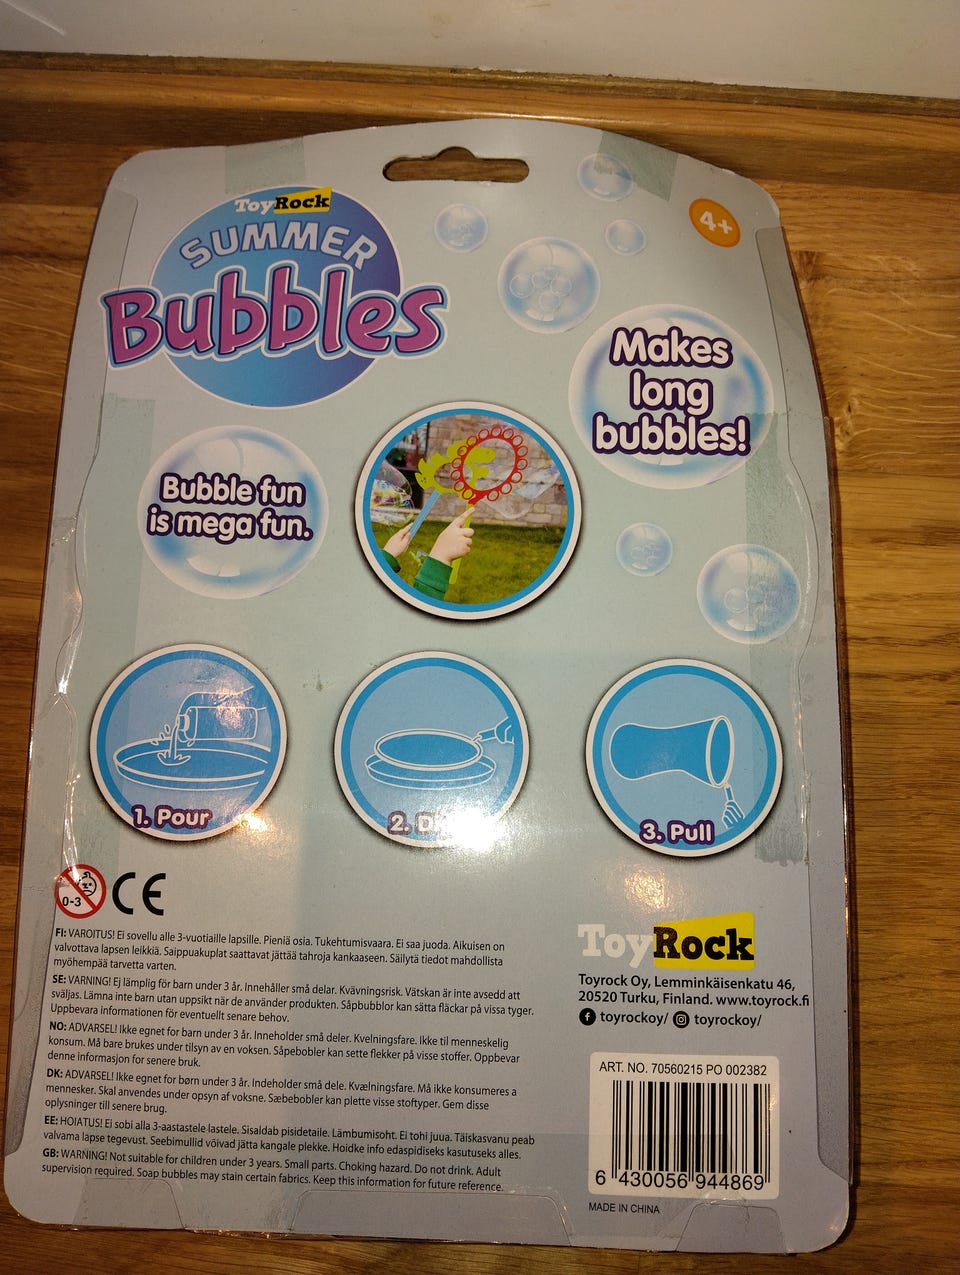 ToyRock
SUMMER
Bubbles
4+
Makes
long
bubbles!
Bubble fun
is mega fun.
1. Pour
2.
3. Pull
0-3
CE
FI: VAROITUS! Ei sovellu alle 3-vuotiaille lapsille. Pieniä osia. Tukehtumisvaara. Ei saa juoda. Aikuisen on
valvottava lapsen leikkiä. Saippuakuplat saattavat jättää tahroja kankaaseen. Säilytä tiedot mahdollista
myöhempää tarvetta varten.
SE: VARNING! Ej lämplig för barn under 3 år. Innehåller små delar. Kvävningsrisk. Vätskan är inte avsedd att
sväljas. Lämna inte barn utan uppsikt när de använder produkten. Såpbubblor kan sätta fläckar på vissa tyger.
Uppbevara informationen för eventuellt senare behov.
NO: ADVARSEL! Ikke egnet for barn under 3 år. Inneholder små deler. Kvelningsfare. Ikke til menneskelig
konsum. Må bare brukes under tilsyn av en voksen. Såpebobler kan sette flekker på visse stoffer. Oppbevar
denne informasjon for senere bruk.
DK: ADVARSEL! Ikke egnet for børn under 3 år. Indeholder små dele. Kvælningsfare. Må ikke konsumeres a
mennesker. Skal anvendes under opsyn af voksne. Sæbebobler kan plette visse stoftyper. Gem disse
oplysninger till senere brug.
EE: HOIATUS! Ei sobi alla 3-aastastele lastele. Sisaldab pisidetaile. Lämbumisoht. Ei tohi juua. Täiskasvanu peab
valvama lapse tegevust. Seebimullid võivad jätta kangale plekke. Hoidke info edaspidiseks kasutuseks alles.
GB: WARNING! Not suitable for children under 3 years. Small parts. Choking hazard. Do not drink. Adult
supervision required. Soap bubbles may stain certain fabrics. Keep this information for future reference.
ToyRock
Toyrock Oy, Lemminkäisenkatu 46,
20520 Turku, Finland. www.toyrock.fi
toyrockoy/ toyrockoy/
ART. NO. 70560215 PO 002382
6 430056 944869
MADE IN CHINA